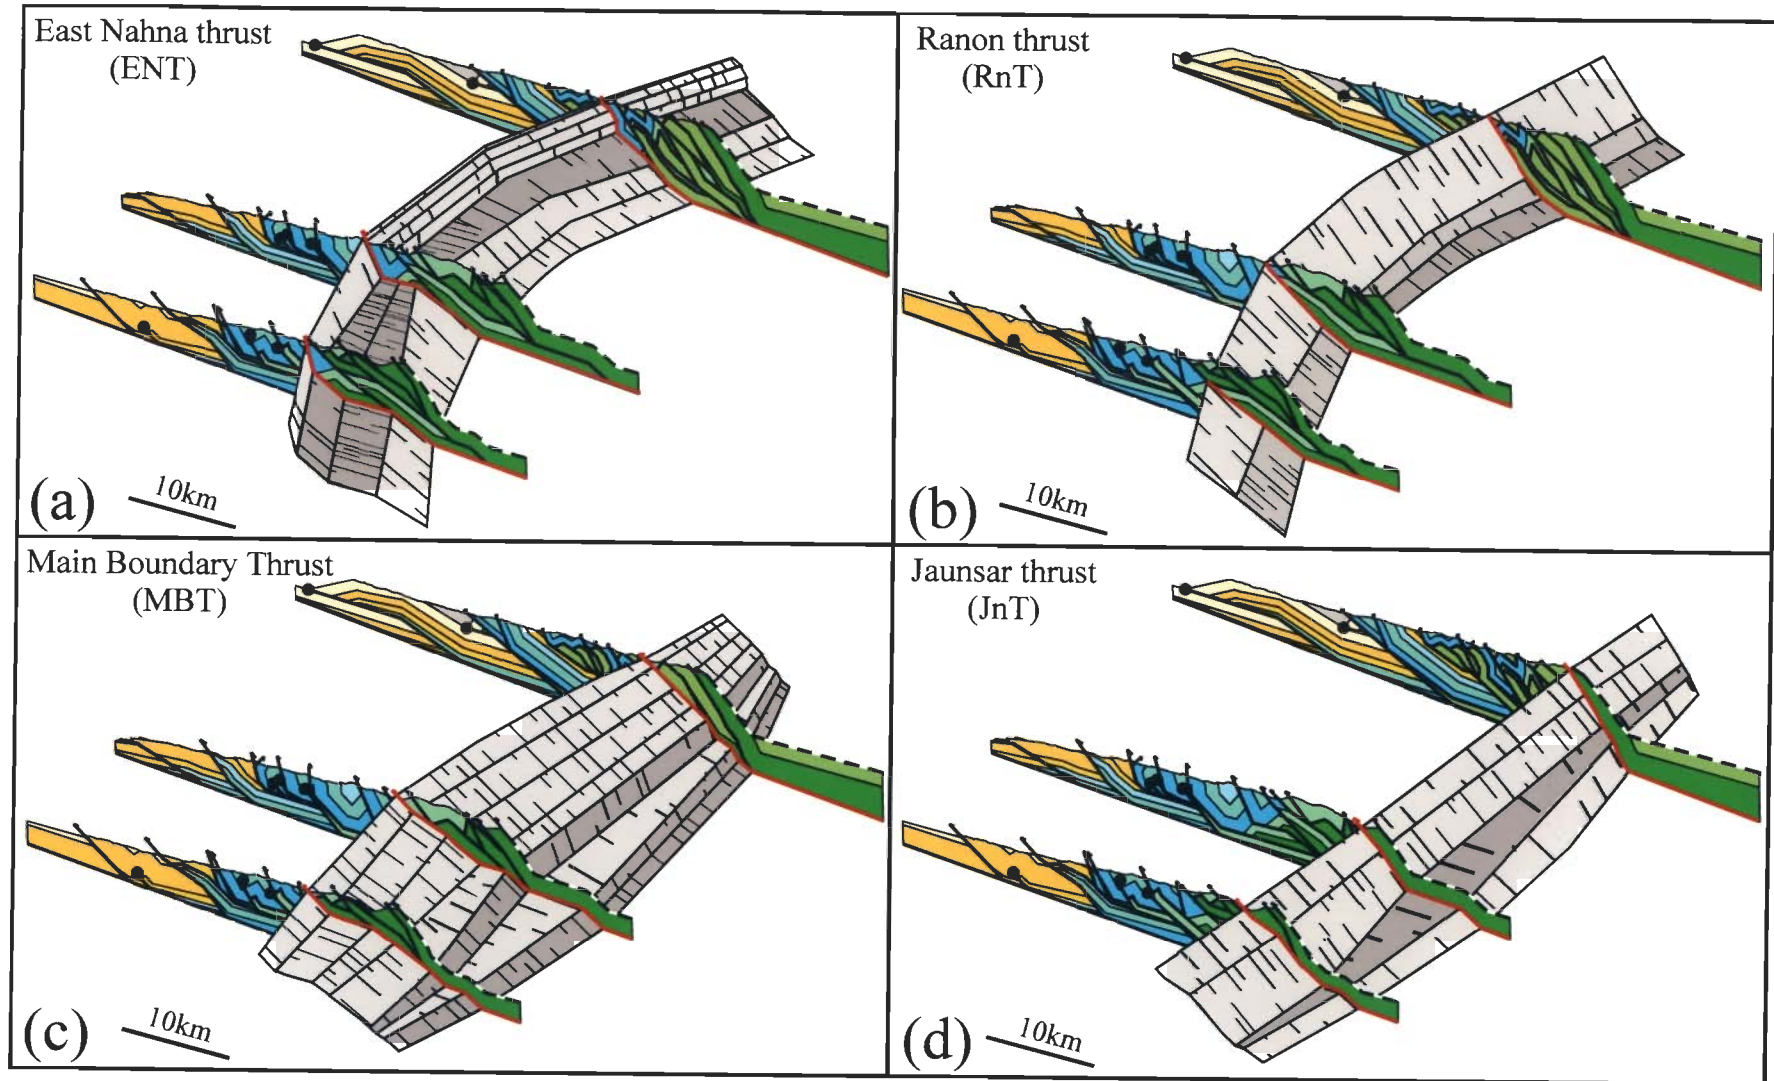 East Nahna thrust
(ENT)
(a)
10km
Ranon thrust
(RnT)
(b)
10km
Main Boundary Thrust
(MBT)
(c)
10km
Jaunsar thrust
(JnT)
(d)
10km